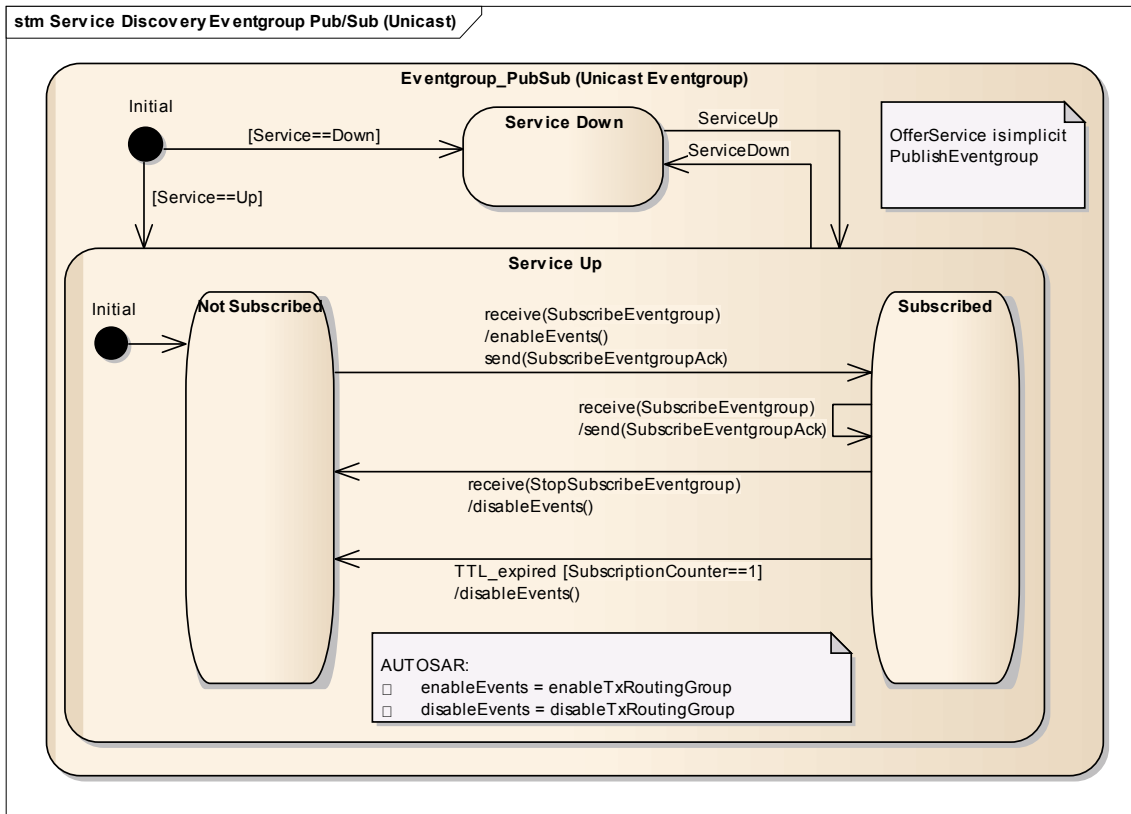 stm Service Discovery Eventgroup Pub/Sub (Unicast)
Eventgroup_PubSub (Unicast Eventgroup)
Initial
Service Down
[Service==Down]
ServiceUp
ServiceDown
OfferService isimplicit
PublishEventgroup
[Service==Up]
Service Up
Initial
Not Subscribed
Subscribed
receive(SubscribeEventgroup)
/enableEvents()
send(SubscribeEventgroupAck)
receive(SubscribeEventgroup)
/send(SubscribeEventgroupAck)
receive(StopSubscribeEventgroup)
/disableEvents()
TTL_expired [SubscriptionCounter==1]
/disableEvents()
AUTOSAR:
enableEvents = enableTxRoutingGroup
disableEvents = disableTxRoutingGroup